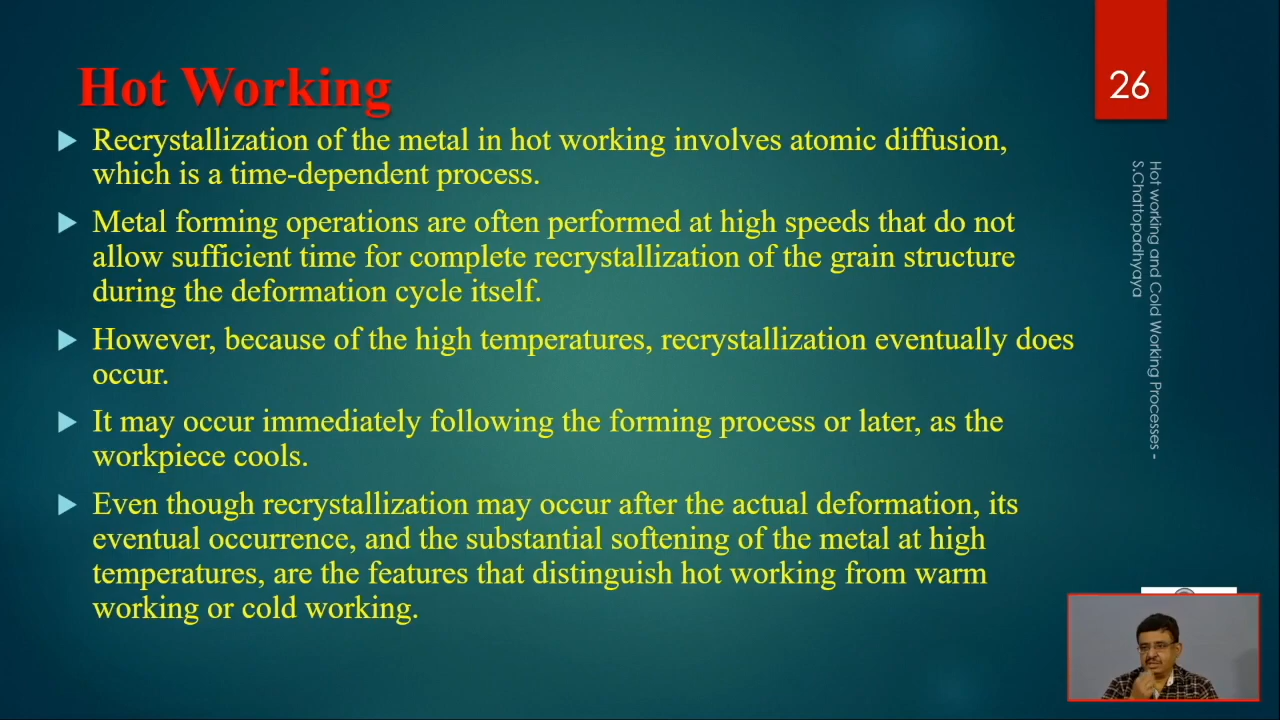 Hot Working
Recrystallization of the metal in hot working involves atomic diffusion,
which is a time-dependent process.
Metal forming operations are often performed at high speeds that do not
allow sufficient time for complete recrystallization of the grain structure
during the deformation cycle itself.
However, because of the high temperatures, recrystallization eventually does
occur.
It may occur immediately following the forming process or later, as the
workpiece cools.
Even though recrystallization may occur after the actual deformation, its
eventual occurrence, and the substantial softening of the metal at high
temperatures, are the features that distinguish hot working from warm
working or cold working.
26
Hot working and Cold Working Processes -
S.Chattopadhyaya